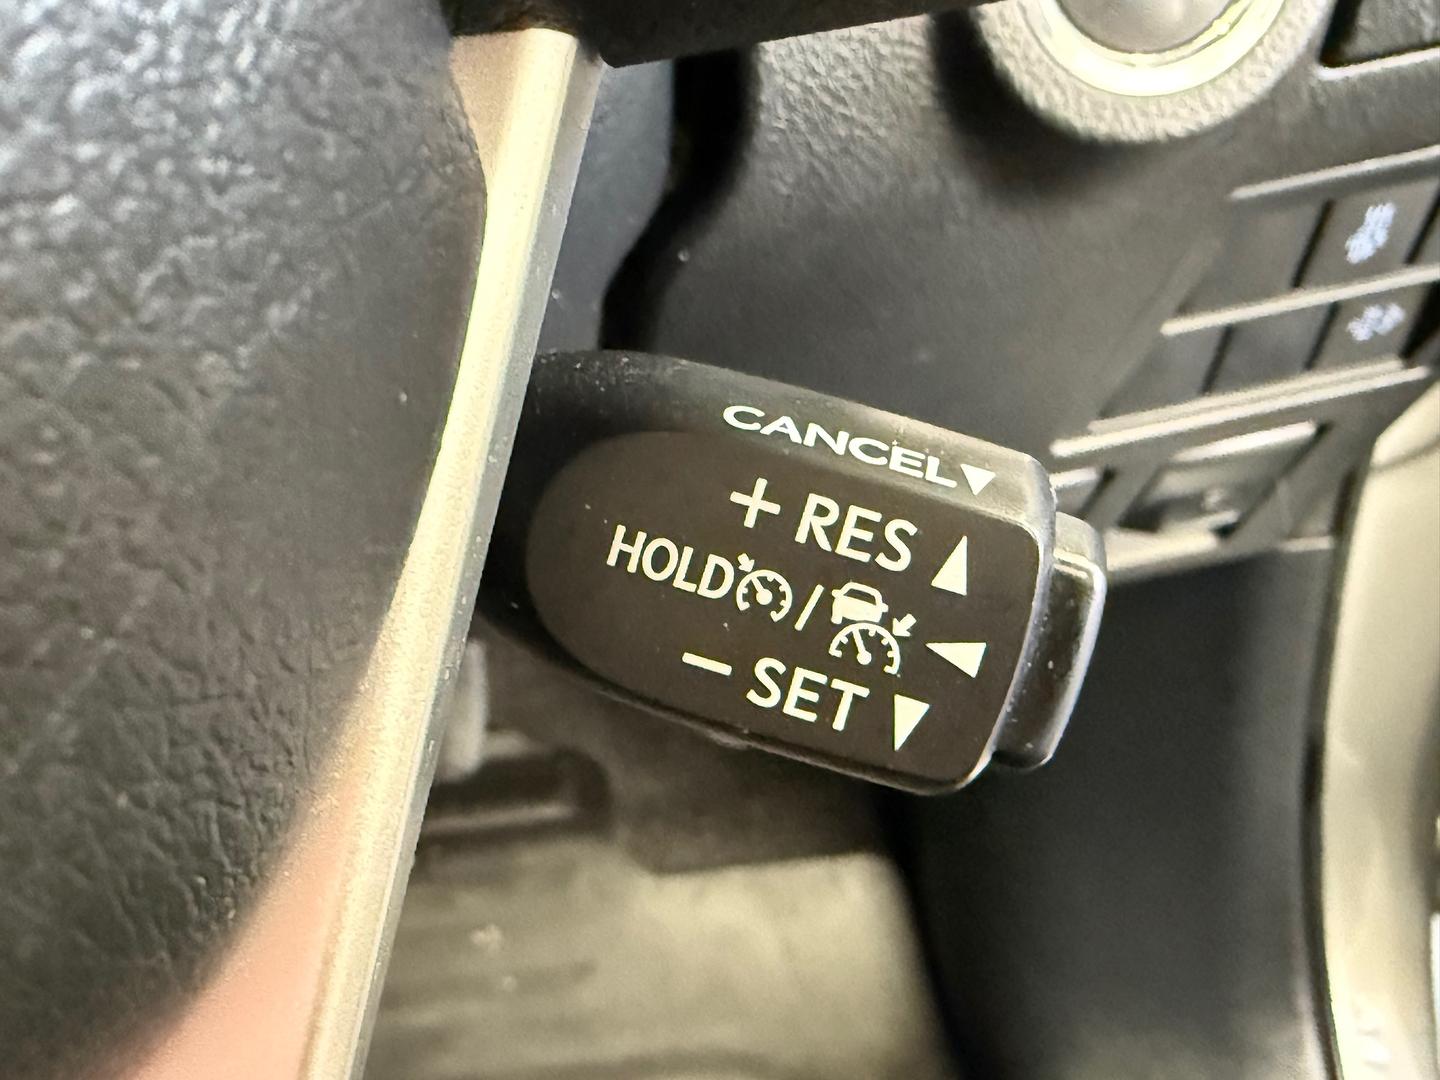 CANCEL▼
+ RES ▲
HOLD / ◀
− SET ▼